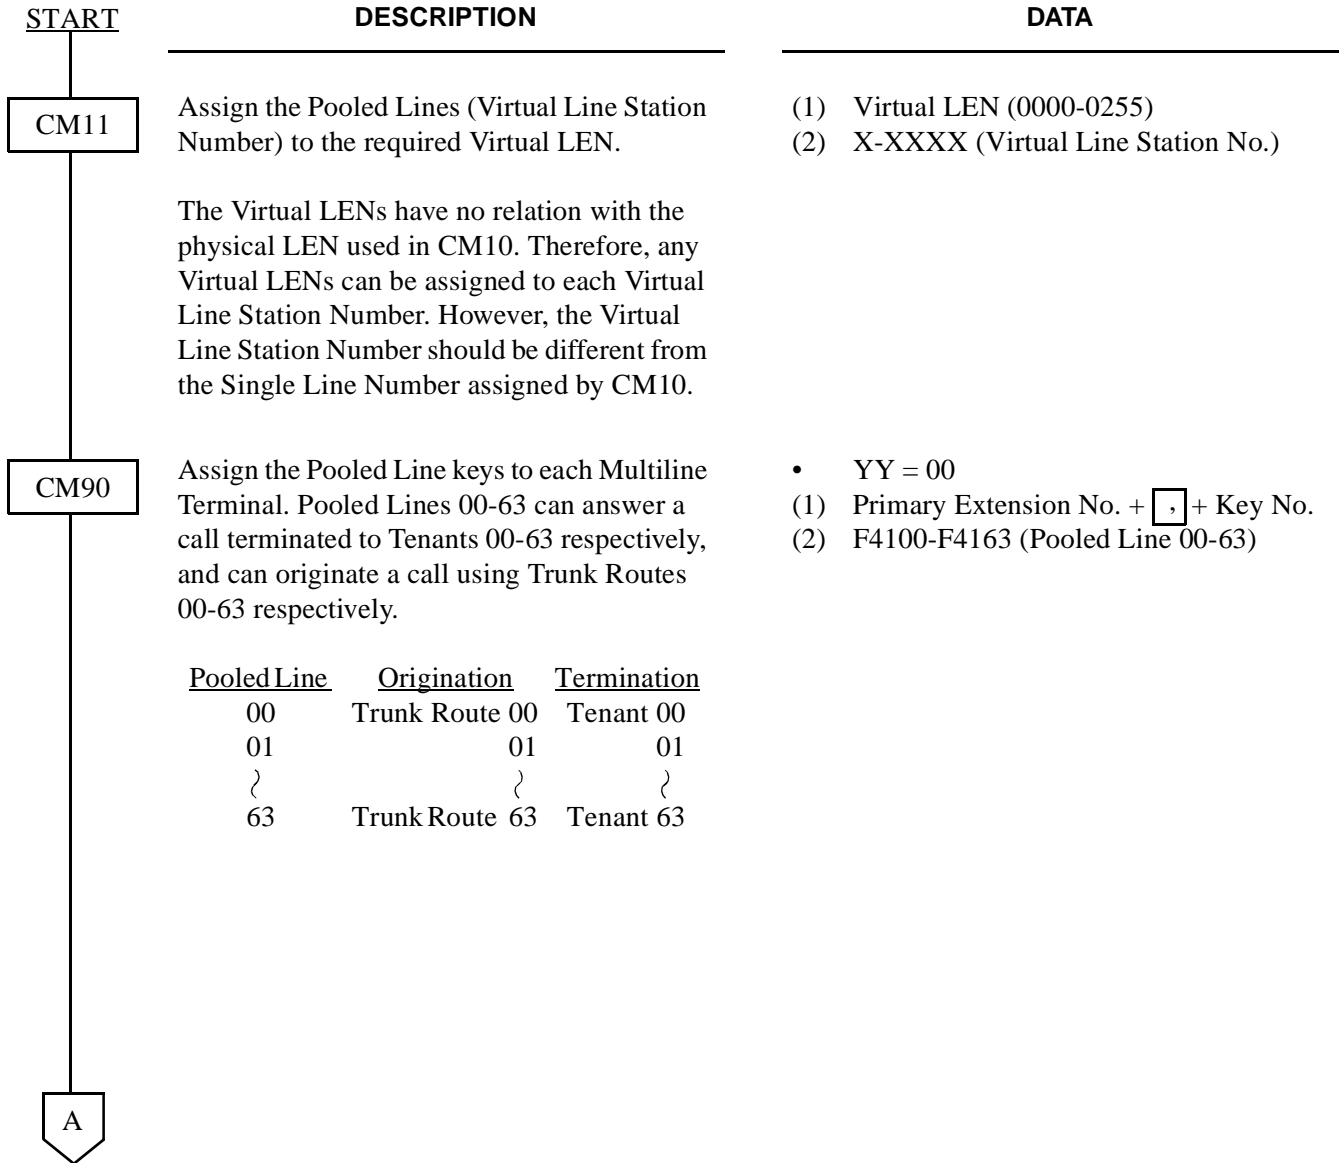 START
DESCRIPTION
DATA
CM11
Assign the Pooled Lines (Virtual Line Station
Number) to the required Virtual LEN.
The Virtual LENs have no relation with the
physical LEN used in CM10. Therefore, any
Virtual LENs can be assigned to each Virtual
Line Station Number. However, the Virtual
Line Station Number should be different from
the Single Line Number assigned by CM10.
(1) Virtual LEN (0000-0255)
(2) X-XXXX (Virtual Line Station No.)
CM90
Assign the Pooled Line keys to each Multiline
Terminal. Pooled Lines 00-63 can answer a
call terminated to Tenants 00-63 respectively,
and can originate a call using Trunk Routes
00-63 respectively.
• YY = 00
(1) Primary Extension No. + , + Key No.
(2) F4100-F4163 (Pooled Line 00-63)
Pooled Line Origination Termination
00 Trunk Route 00 Tenant 00
01 01 01
63 Trunk Route 63 Tenant 63
A